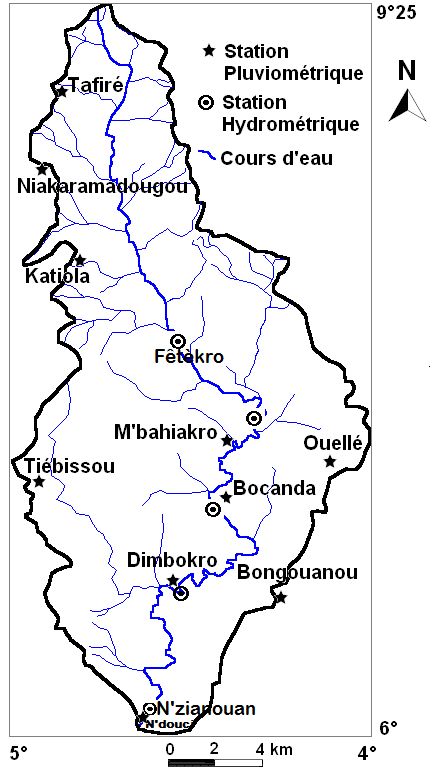 9°25
Station
Pluviométrique
N
Tafiré
Station
Hydrométrique
Cours d'eau
Niakaramadougou
Katiola
Fêtêkro
M'bahiakro
Ouellé
Tiébissou
Bocanda
Dimbokro
Bongouanou
N'zianouan
N'douci
6°
5°
4°
0 2 4 km